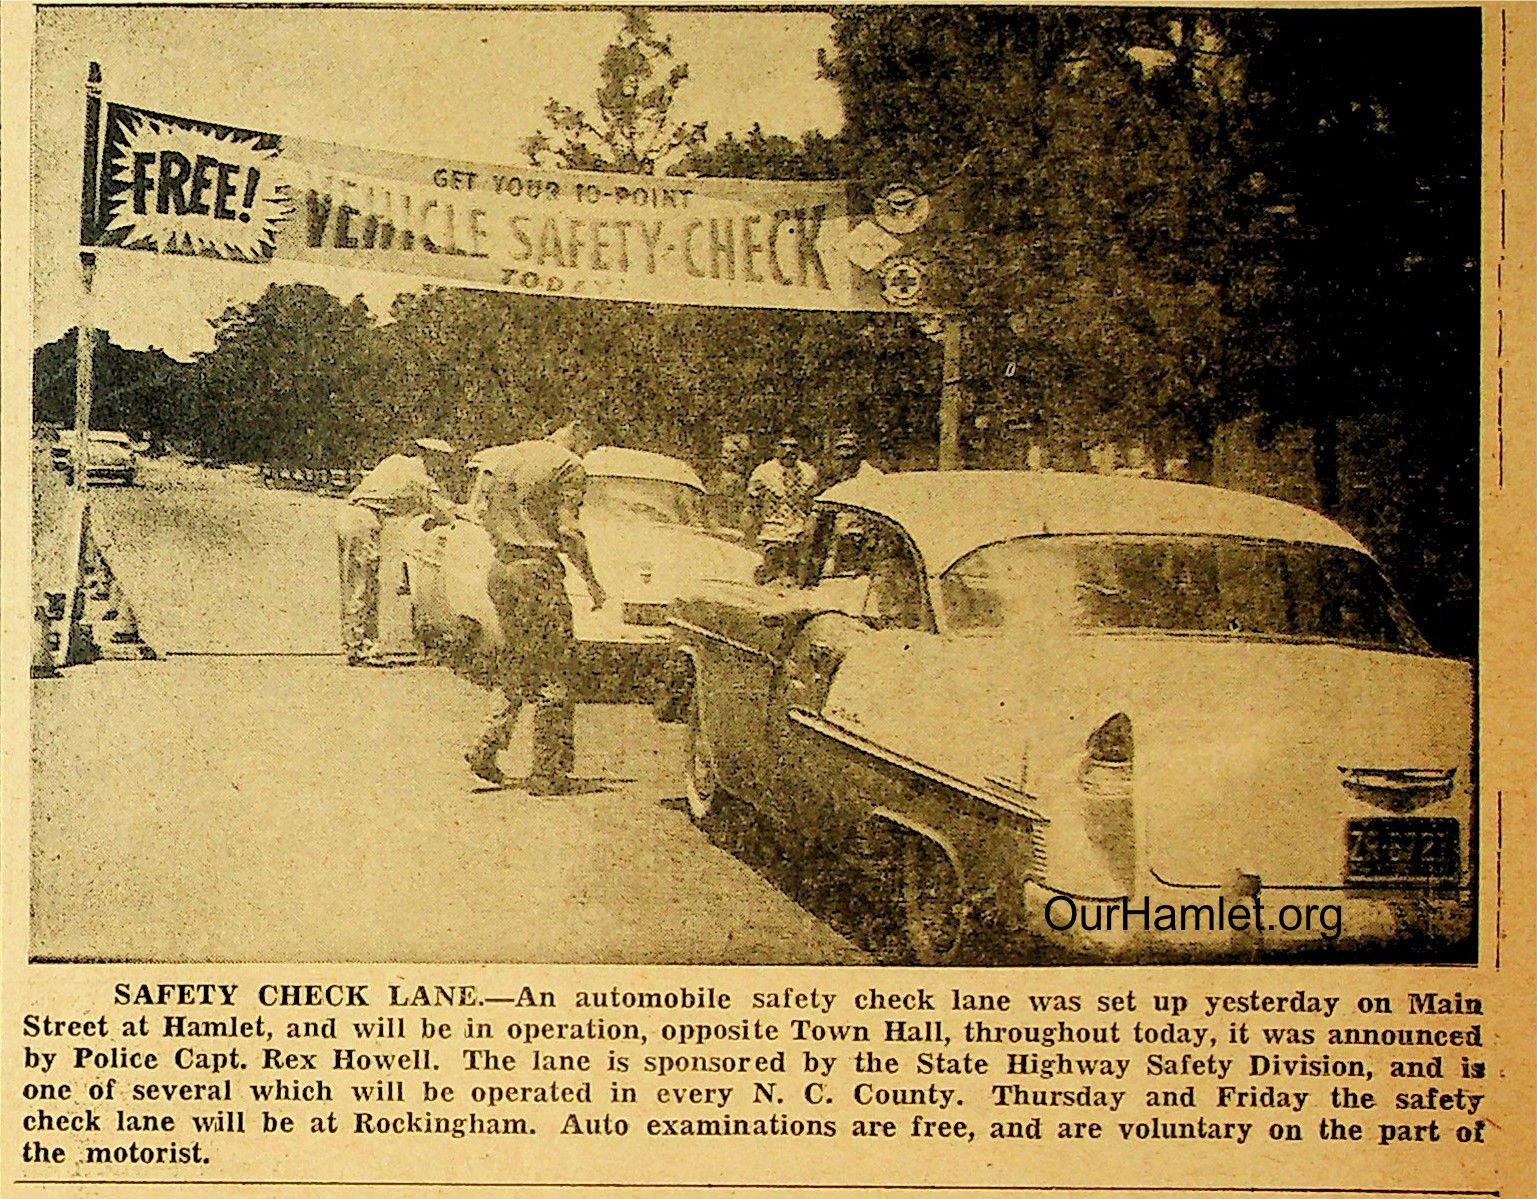 FREE!
GET YOUR 10-POINT
VEHICLE SAFETY-CHECK
TODAY
OurHamlet.org
SAFETY CHECK LANE.—An automobile safety check lane was set up yesterday on Main
Street at Hamlet, and will be in operation, opposite Town Hall, throughout today, it was announced
by Police Capt. Rex Howell. The lane is sponsored by the State Highway Safety Division, and is
one of several which will be operated in every N. C. County. Thursday and Friday the safety
check lane will be at Rockingham. Auto examinations are free, and are voluntary on the part of
the motorist.